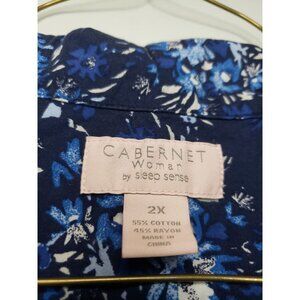 CABERNET
Woman
by sleep sense
2X
55% COTTON
45% RAYON
MADE IN
CHINA